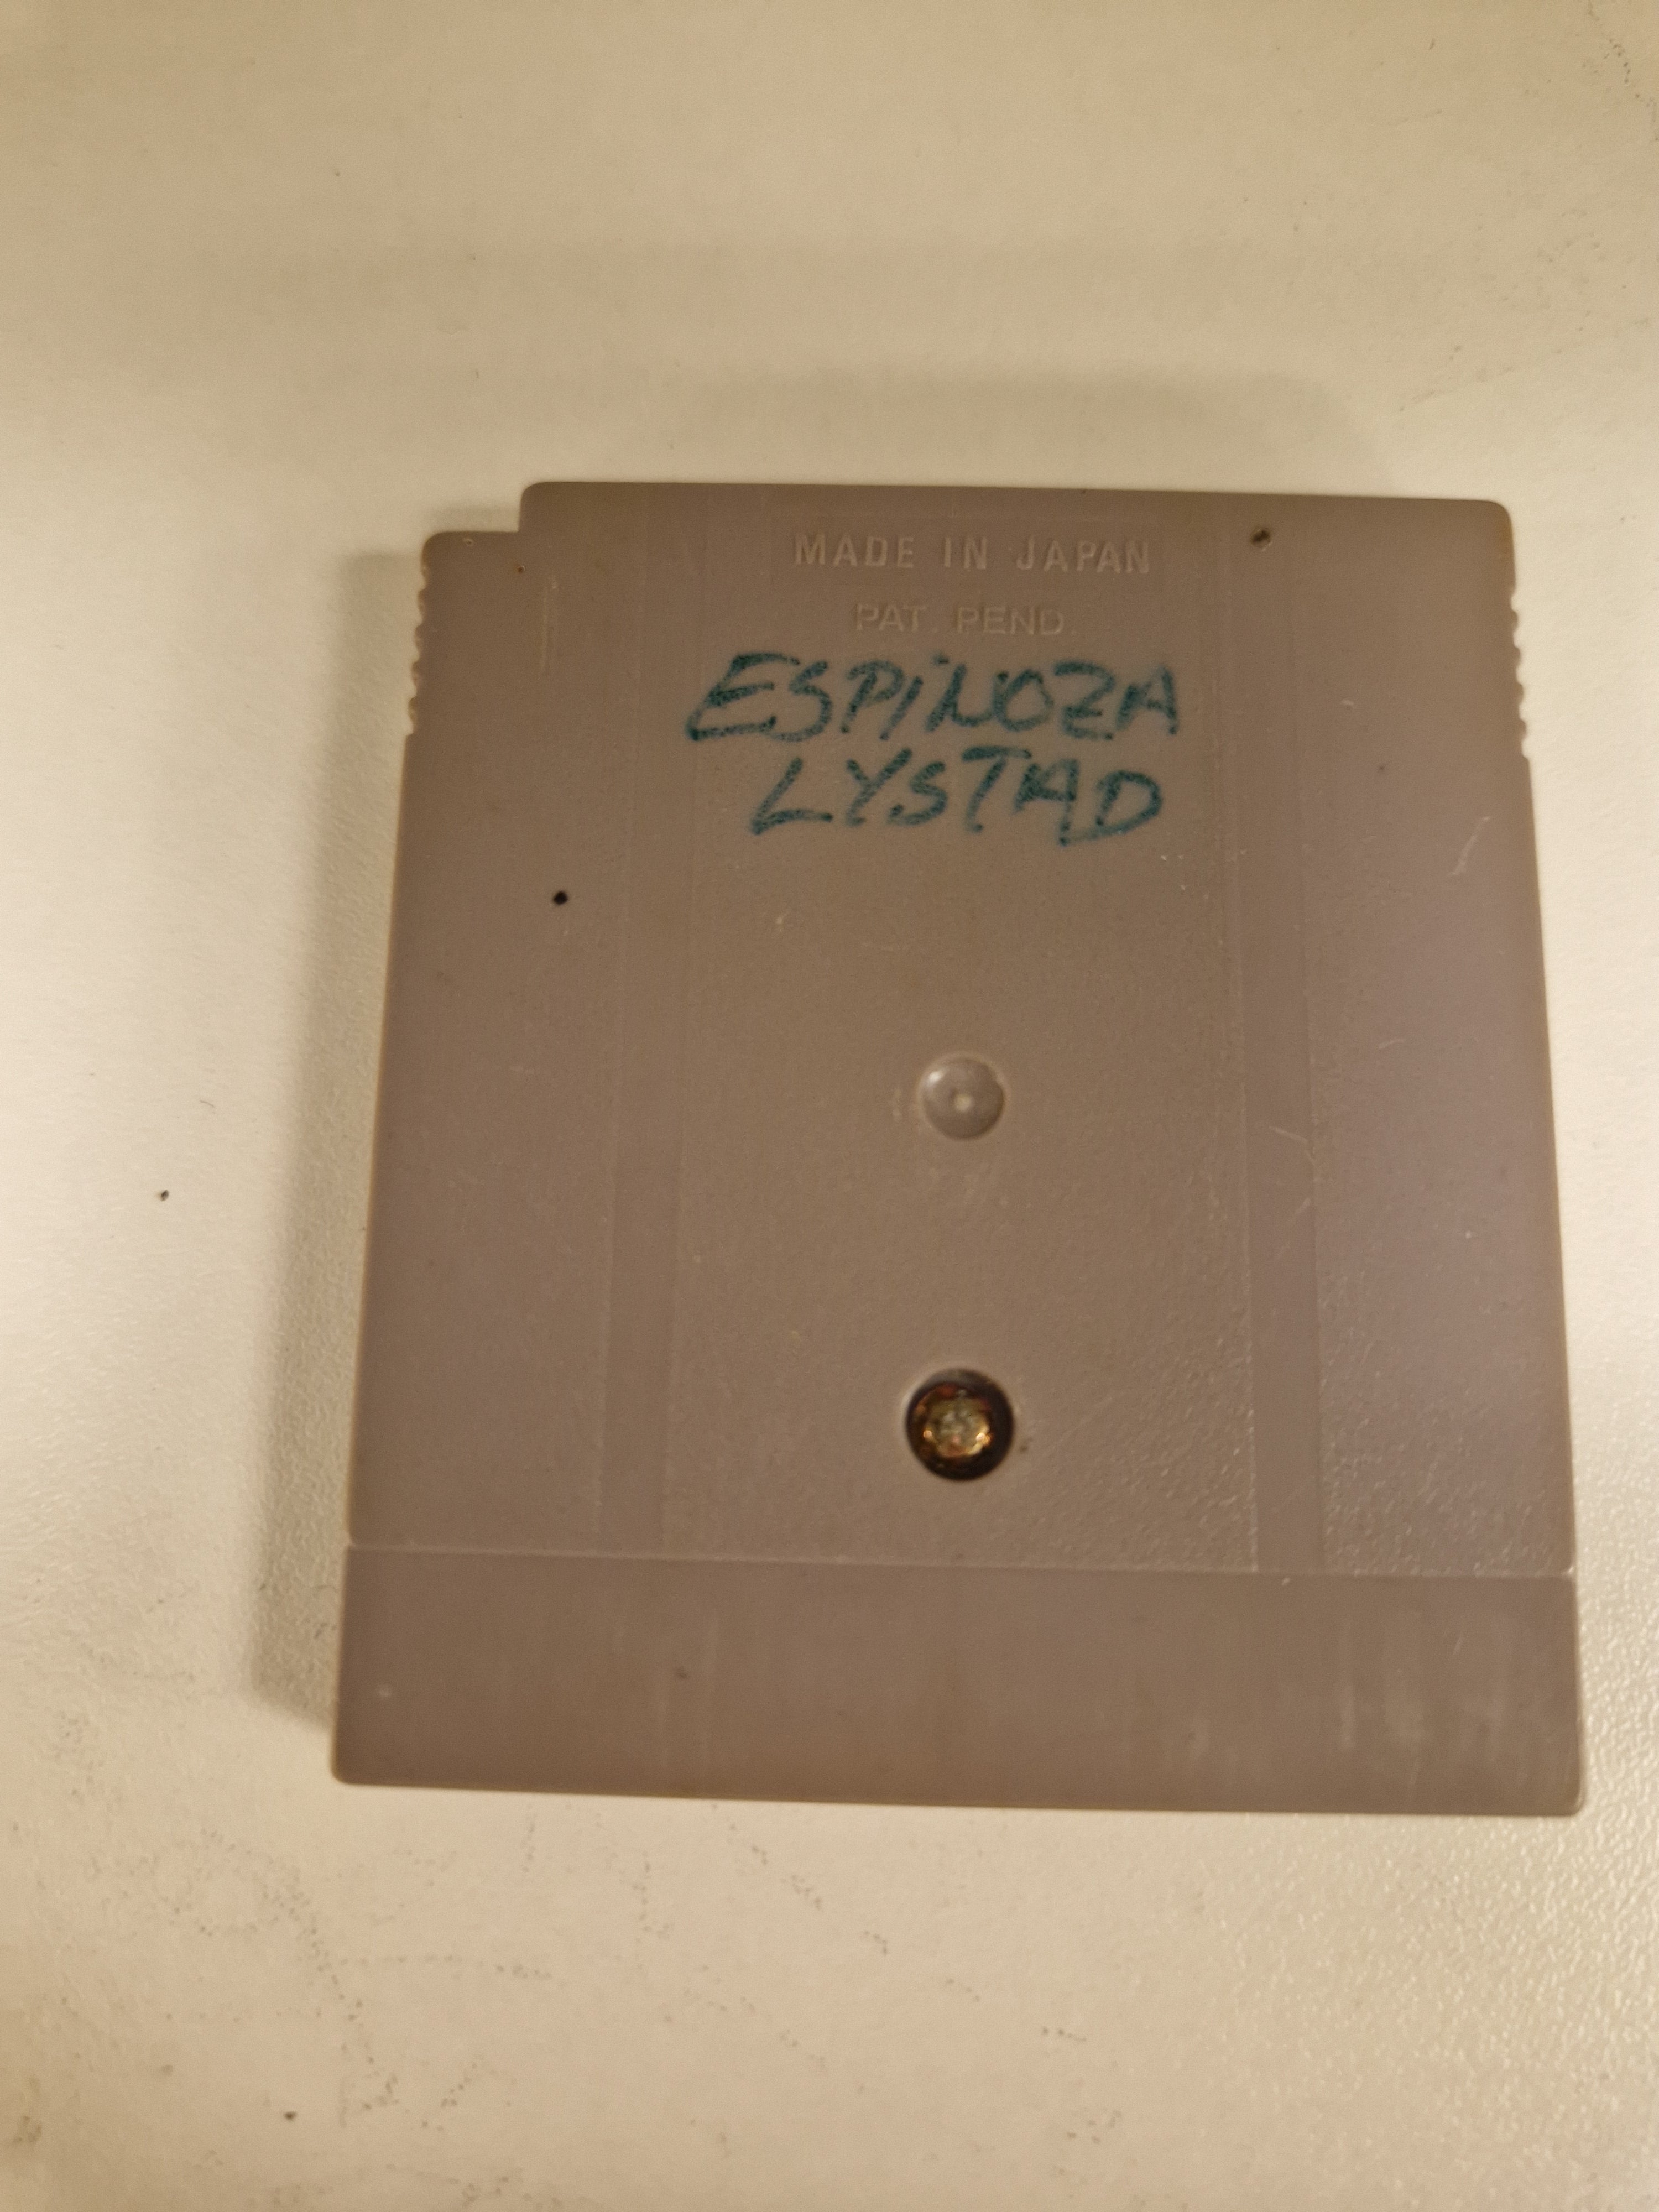 MADE IN JAPAN
PAT. PEND.
ESPiNOZA
LYSTAD